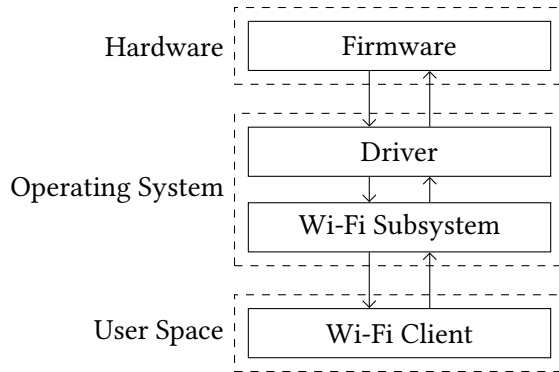 Hardware
Firmware
Driver
Operating System
Wi-Fi Subsystem
User Space
Wi-Fi Client